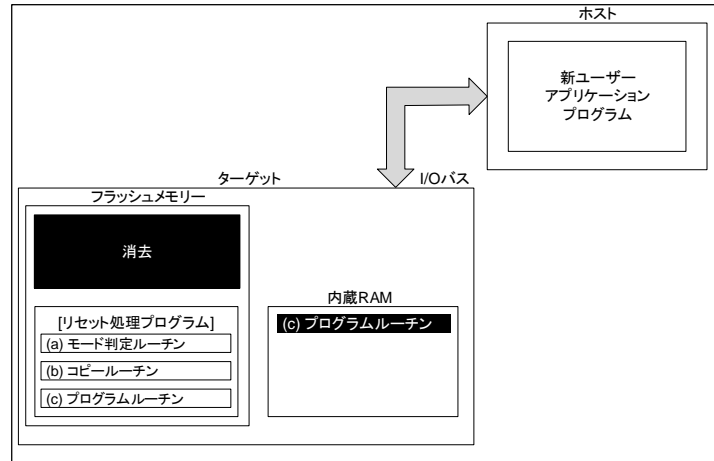 ホスト
新ユーザー
アプリケーション
プログラム
ターゲット
I/Oバス
フラッシュメモリー
消去
[リセット処理プログラム]
(a) モード判定ルーチン
(b) コピールーチン
(c) プログラムルーチン
内蔵RAM
(c) プログラムルーチン